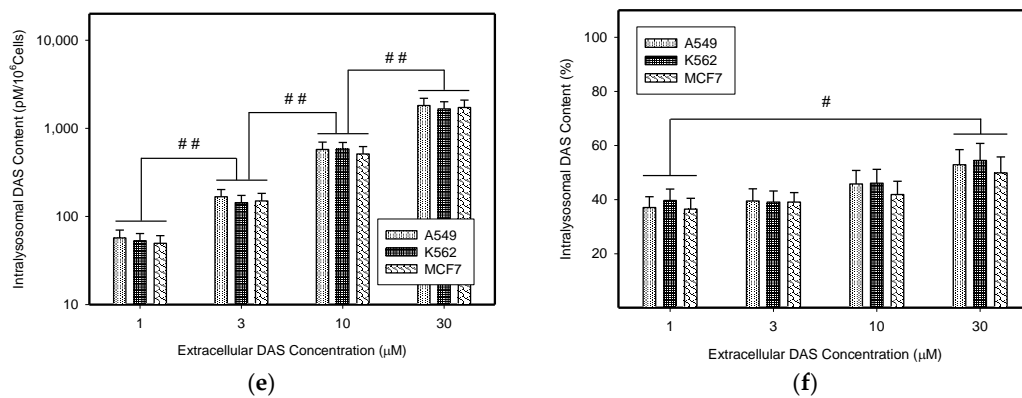 10,000
1,000
100
10
Intralysosomal DAS Content (pM/10⁶Cells)
# #
# #
# #
A549
K562
MCF7
1 3 10 30
Extracellular DAS Concentration (μM)
(e)
100
80
60
40
20
Intralysosomal DAS Content (%)
A549
K562
MCF7
#
1 3 10 30
Extracellular DAS Concentration (μM)
(f)